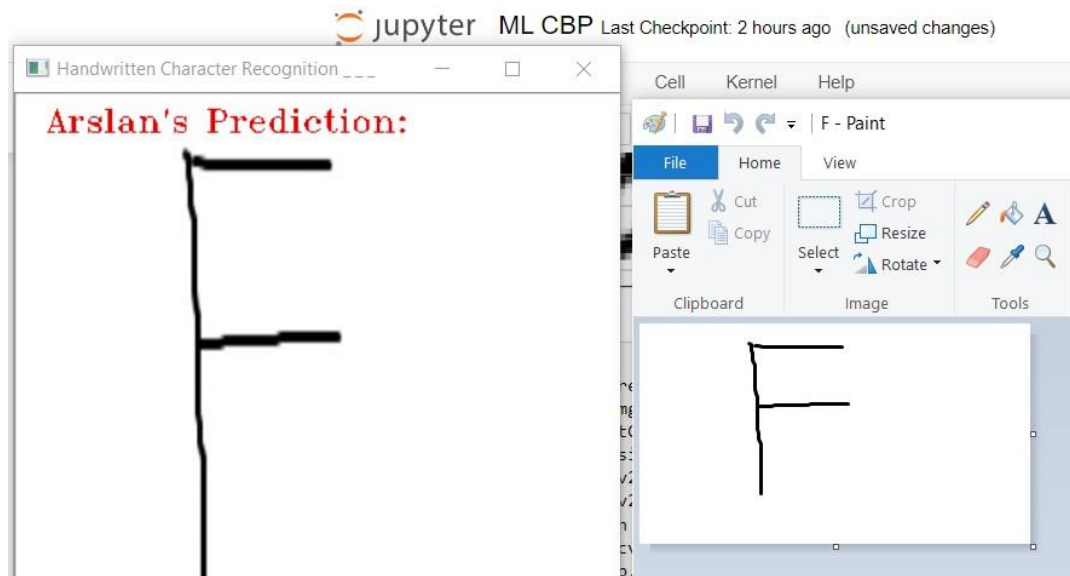 jupyter ML CBP Last Checkpoint: 2 hours ago (unsaved changes)
Handwritten Character Recognition _ _ _
Arslan's Prediction:
F
Cell Kernel Help
F - Paint
File Home View
Paste
Cut
Copy
Select
Crop
Resize
Rotate
A
Clipboard Image Tools
F